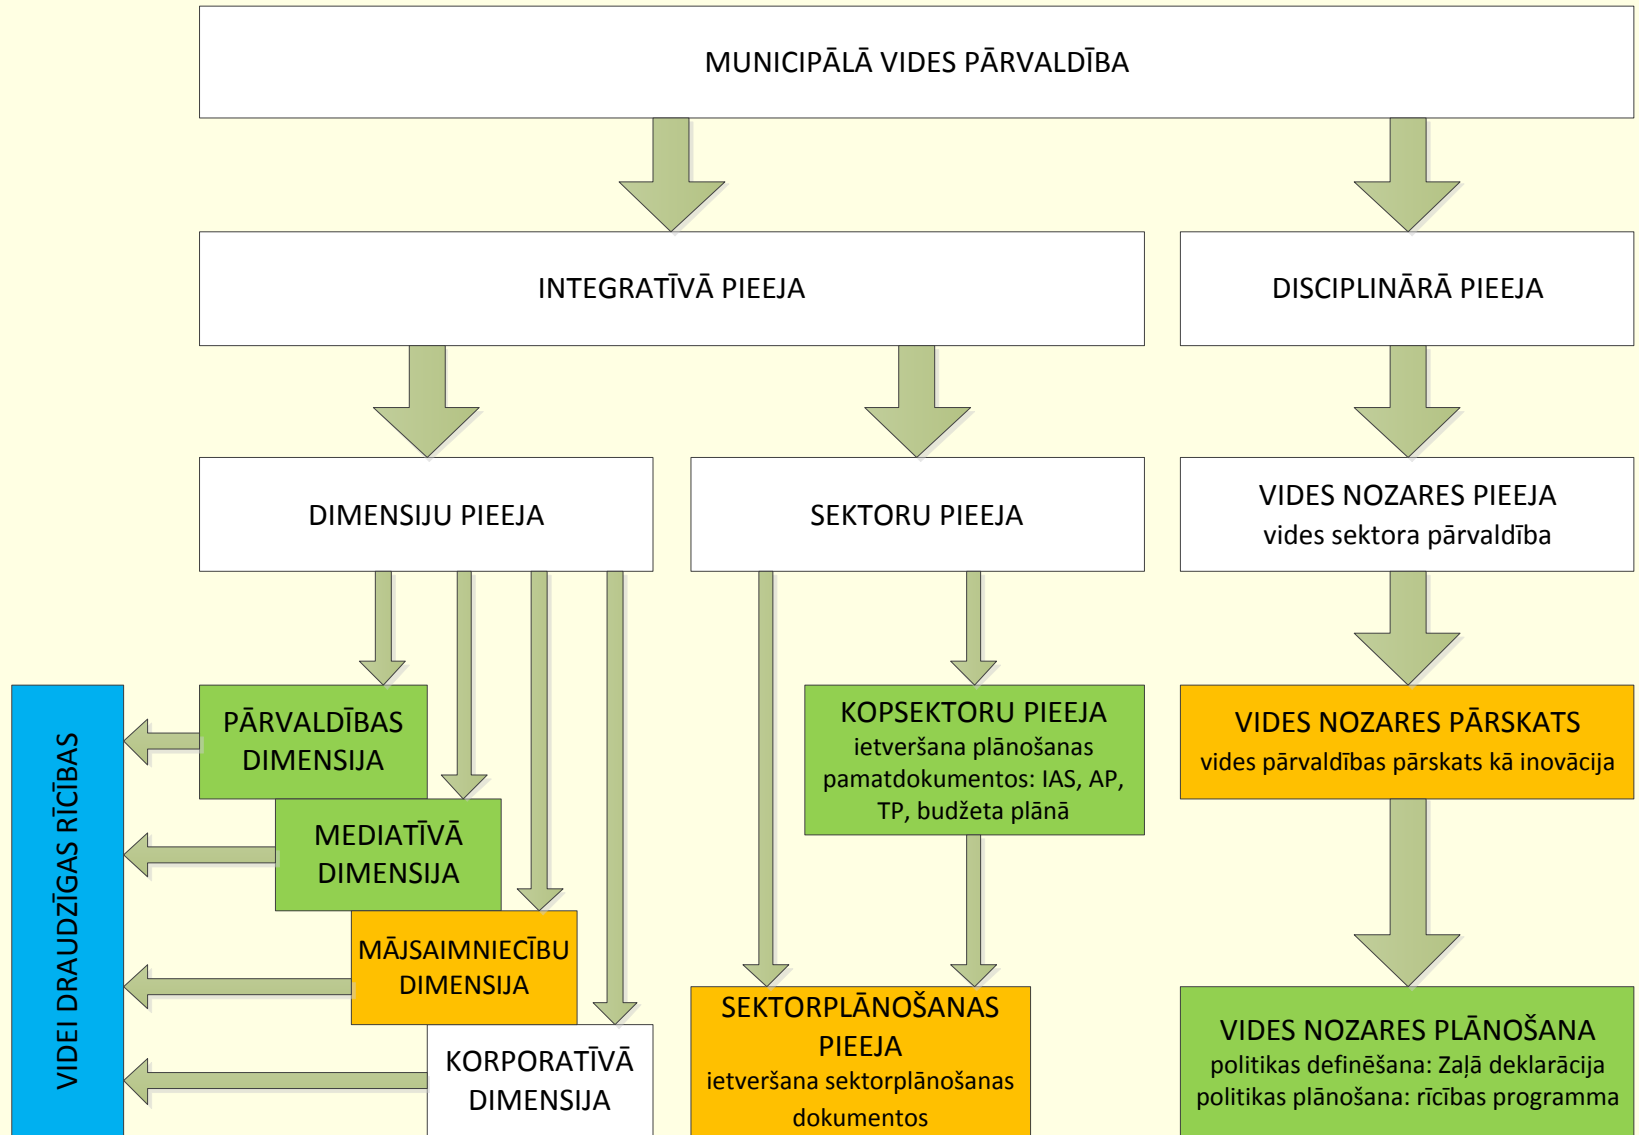 MUNICIPĀLĀ VIDES PĀRVALDĪBA
INTEGRATĪVĀ PIEEJA
DISCIPLINĀRĀ PIEEJA
DIMENSIJU PIEEJA
SEKTORU PIEEJA
VIDES NOZARES PIEEJA
vides sektora pārvaldība
VIDEI DRAUDZĪGAS RĪCĪBAS
PĀRVALDĪBAS
DIMENSIJA
MEDIATĪVĀ
DIMENSIJA
MĀJSAIMNIECĪBU
DIMENSIJA
KORPORATĪVĀ
DIMENSIJA
KOPSEKTORU PIEEJA
ietveršana plānošanas
pamatdokumentos: IAS, AP,
TP, budžeta plānā
SEKTORPLĀNOŠANAS
PIEEJA
ietveršana sektorplānošanas
dokumentos
VIDES NOZARES PĀRSKATS
vides pārvaldības pārskats kā inovācija
VIDES NOZARES PLĀNOŠANA
politikas definēšana: Zaļā deklarācija
politikas plānošana: rīcības programma